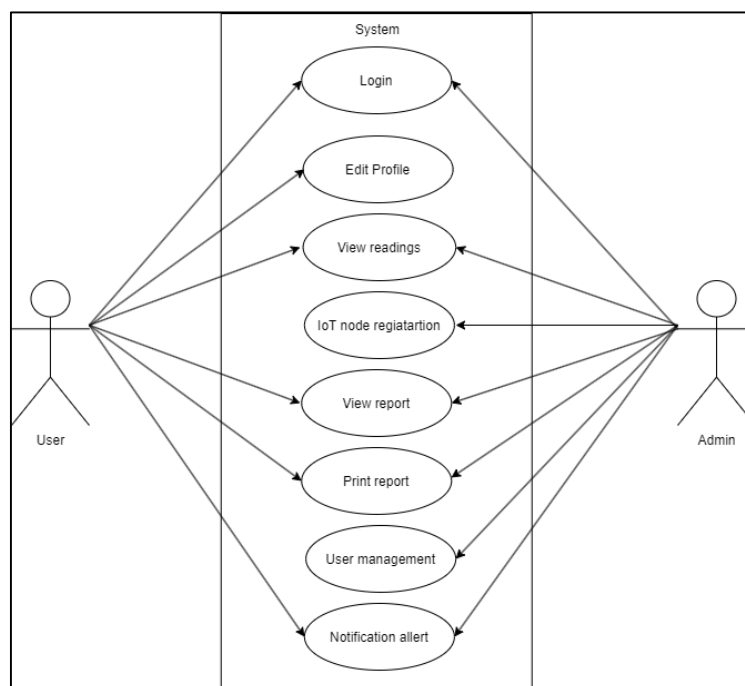 System
Login
Edit Profile
View readings
IoT node regiatartion
View report
User
Admin
Print report
User management
Notification allert